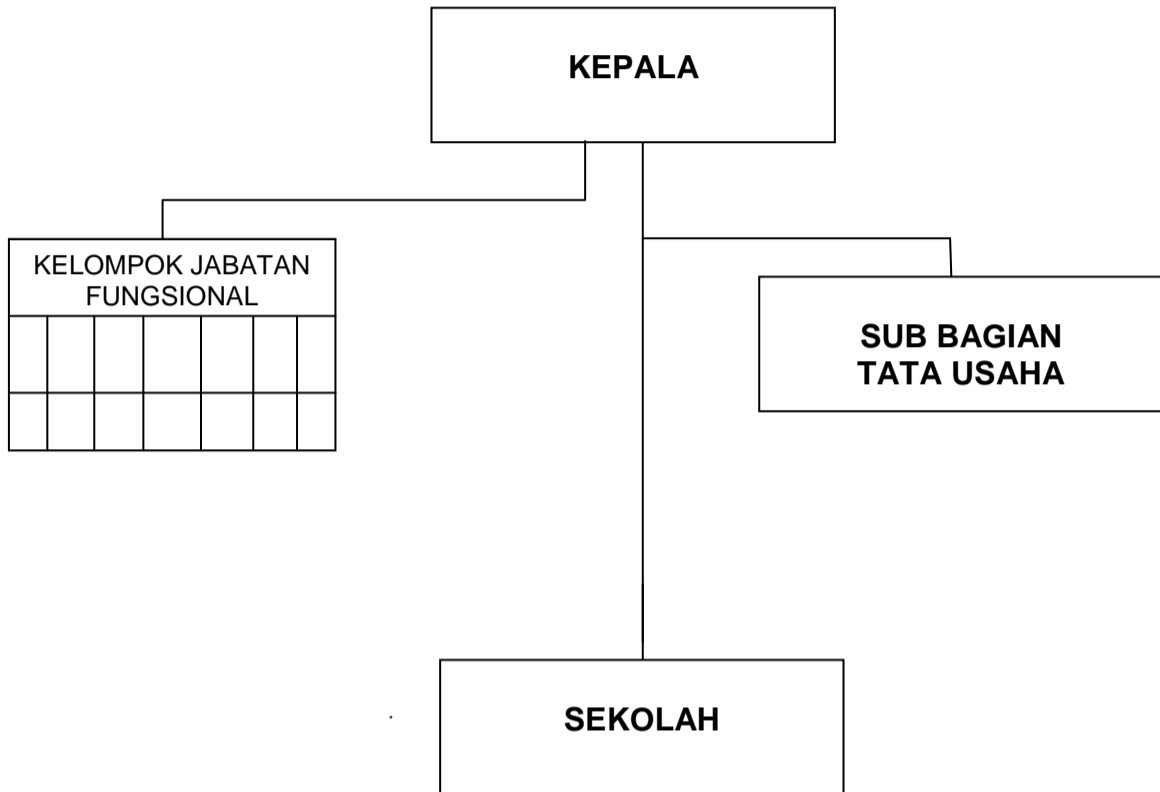 KEPALA
KELOMPOK JABATAN
FUNGSIONAL
SUB BAGIAN
TATA USAHA
SEKOLAH